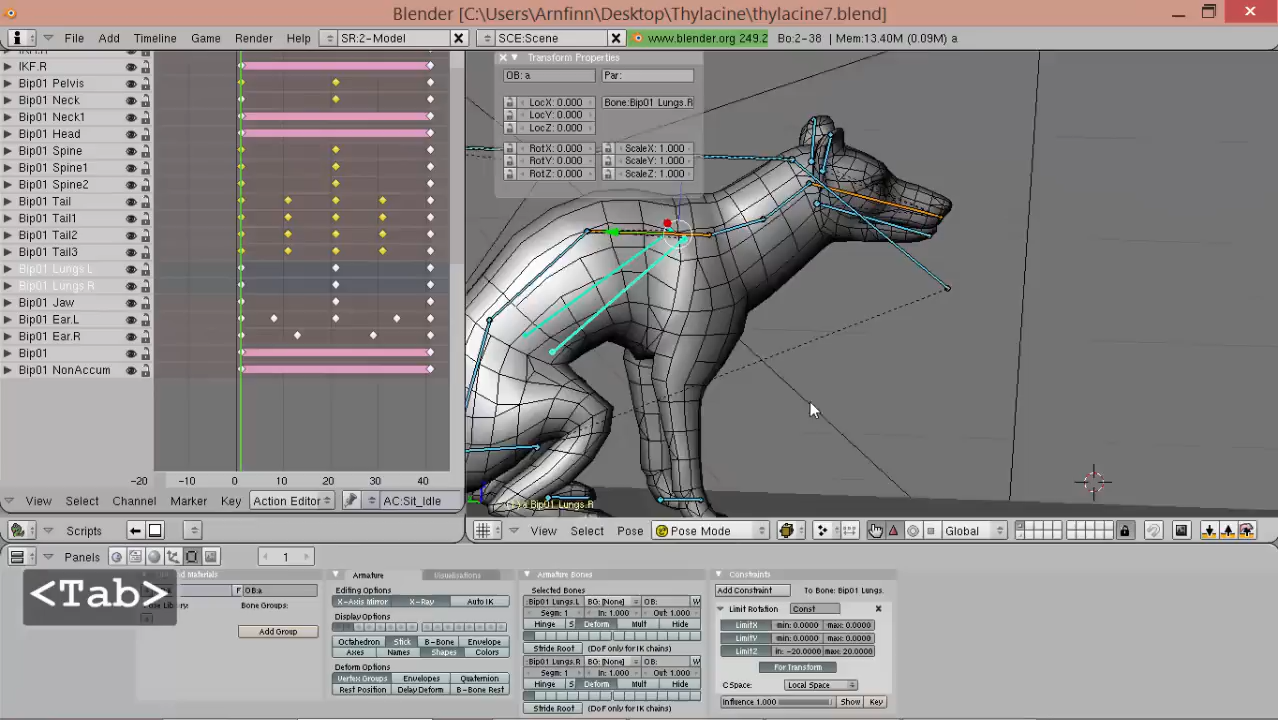 Blender [C:\Users\Arnfinn\Desktop\Thylacine\thylacine7.blend]
File Add Timeline Game Render Help SR:2-Model SCE:Scene www.blender.org 249.2 Bo:2-38 | Mem:13.40M (0.09M) a
IKF.R
Bip01 Pelvis
Bip01 Neck
Bip01 Neck1
Bip01 Head
Bip01 Spine
Bip01 Spine1
Bip01 Spine2
Bip01 Tail
Bip01 Tail1
Bip01 Tail2
Bip01 Tail3
Bip01 Lungs L
Bip01 Lungs R
Bip01 Jaw
Bip01 Ear.L
Bip01 Ear.R
Bip01
Bip01 NonAccum
-20 -10 0 10 20 30 40
View Select Channel Marker Key Action Editor AC:Sit_Idle
Transform Properties
OB: a Par:
LocX: 0.000 Bone:Bip01 Lungs.R
LocY: 0.000
LocZ: 0.000
RotX: 0.000 ScaleX: 1.000
RotY: 0.000 ScaleY: 1.000
RotZ: 0.000 ScaleZ: 1.000
Bip01 Lungs R
Scripts
View Select Pose Pose Mode Global
Panels 1
<Tab>
F OB:a
Bone Groups:
Add Group
Armature Visualisations
Editing Options
X-Axis Mirror X-Ray Auto IK
Display Options
Octahedron Stick B-Bone Envelope
Axes Names Shapes Colors
Deform Options
Vertex Groups Envelopes Quaternion
Rest Position Delay Deform B-Bone Rest
Armature Bones
Selected Bones
Bip01 Lungs.L BG: [None] OB: W
Segm: 1 In: 1.000 Out: 1.000
Hinge S Deform Mult Hide
Stride Root (DoF only for IK chains)
Bip01 Lungs.R BG: [None] OB: W
Segm: 1 In: 1.000 Out: 1.000
Hinge S Deform Mult Hide
Stride Root (DoF only for IK chains)
Constraints
Add Constraint To Bone: Bip01 Lungs.
Limit Rotation Const
LimitX min: 0.0000 max: 0.0000
LimitY min: 0.0000 max: 0.0000
LimitZ in: -20.0000 max: 20.0000
For Transform
CSpace: Local Space
Influence 1.000 Show Key